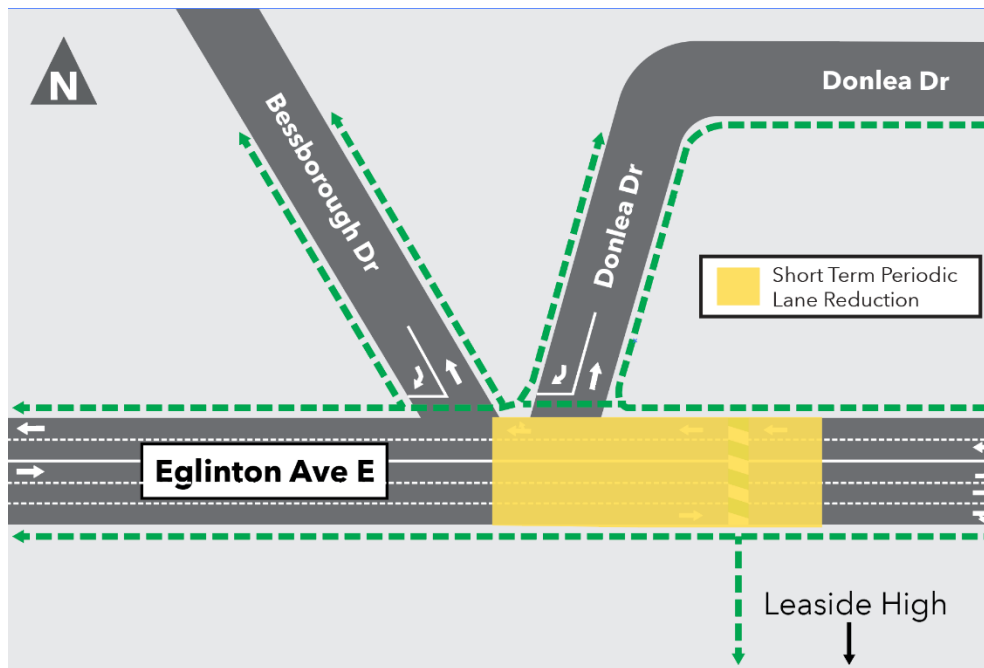 N
Donlea Dr
Bessborough Dr
Donlea Dr
Short Term Periodic
Lane Reduction
Eglinton Ave E
Leaside High